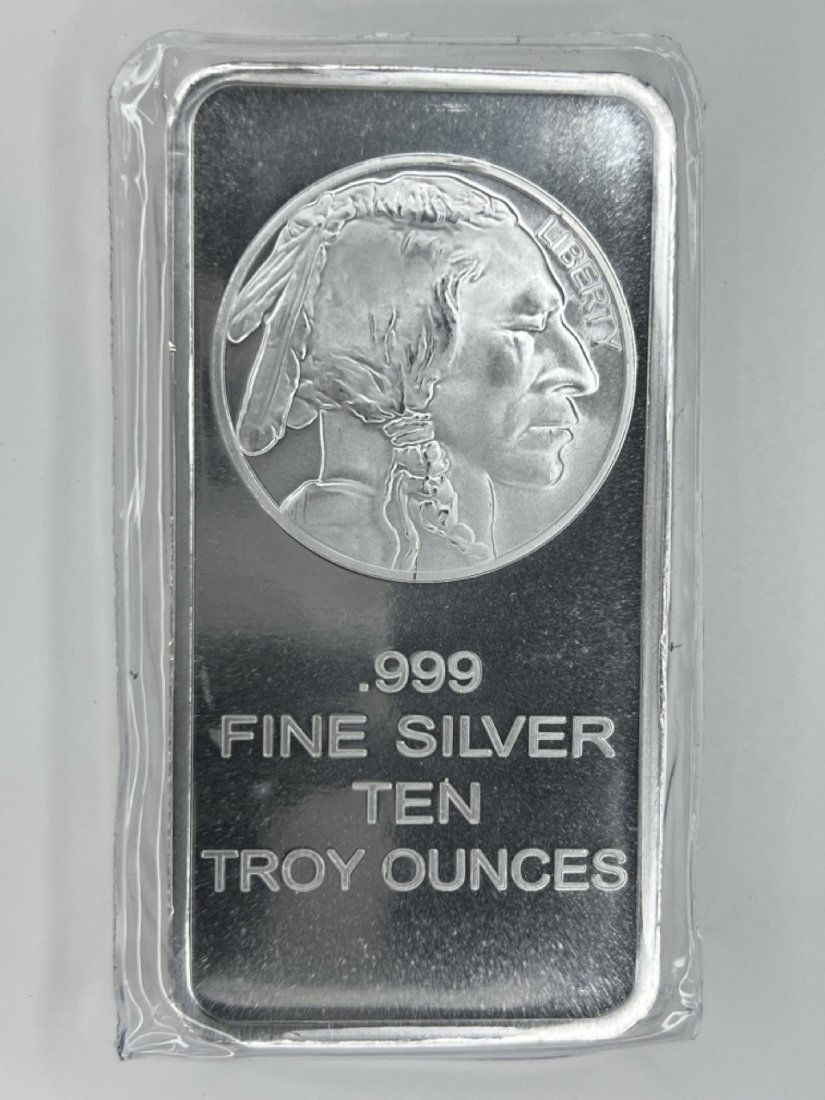 LIBERTY
.999
FINE SILVER
TEN
TROY OUNCES